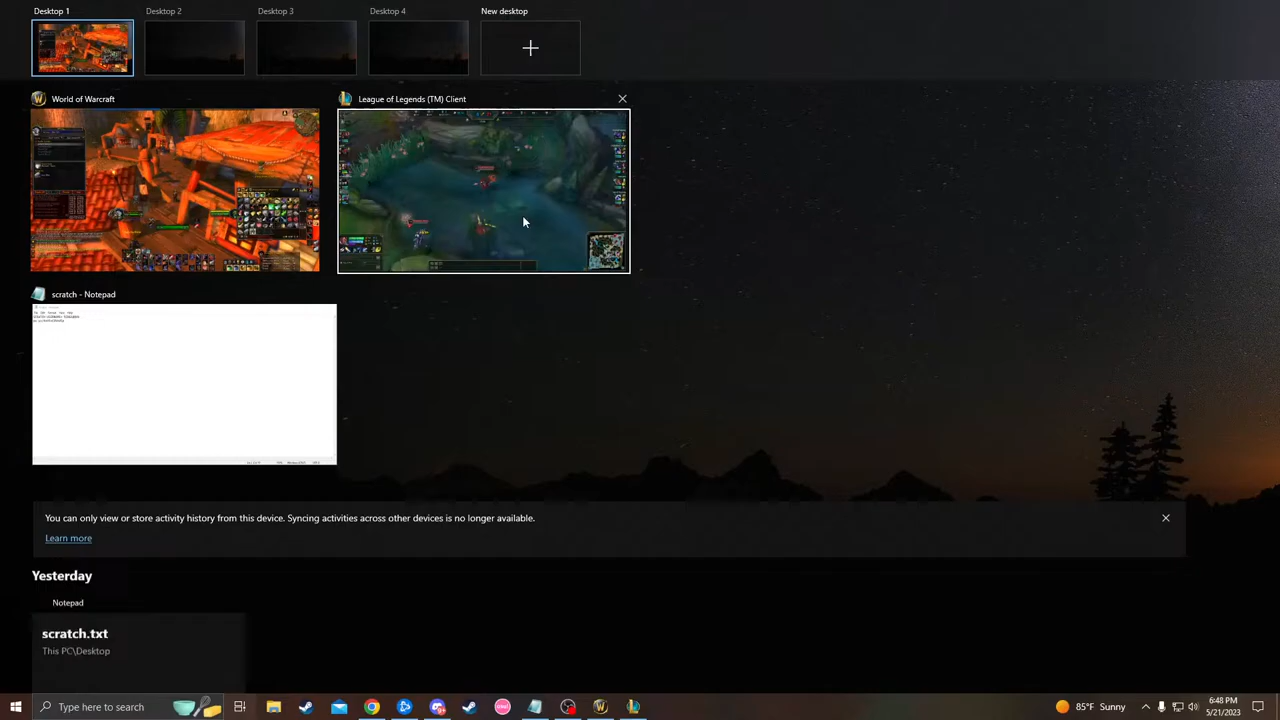 Desktop 1
Desktop 2
Desktop 3
Desktop 4
New desktop
World of Warcraft
League of Legends (TM) Client
scratch - Notepad
You can only view or store activity history from this device. Syncing activities across other devices is no longer available.
Learn more
Yesterday
Notepad
scratch.txt
This PC\Desktop
Type here to search
85°F Sunny
6:48 PM
5/21/2023